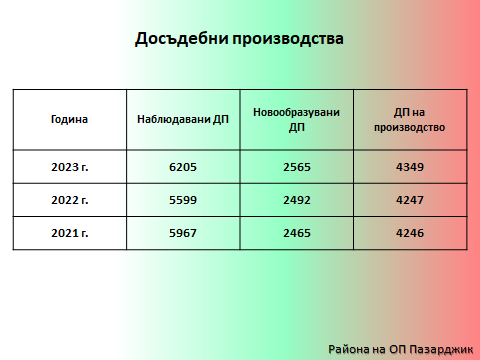 Досъдебни производства
Година Наблюдавани ДП Новообразувани ДП ДП на производство
2023 г. 6205 2565 4349
2022 г. 5599 2492 4247
2021 г. 5967 2465 4246
Района на ОП Пазарджик